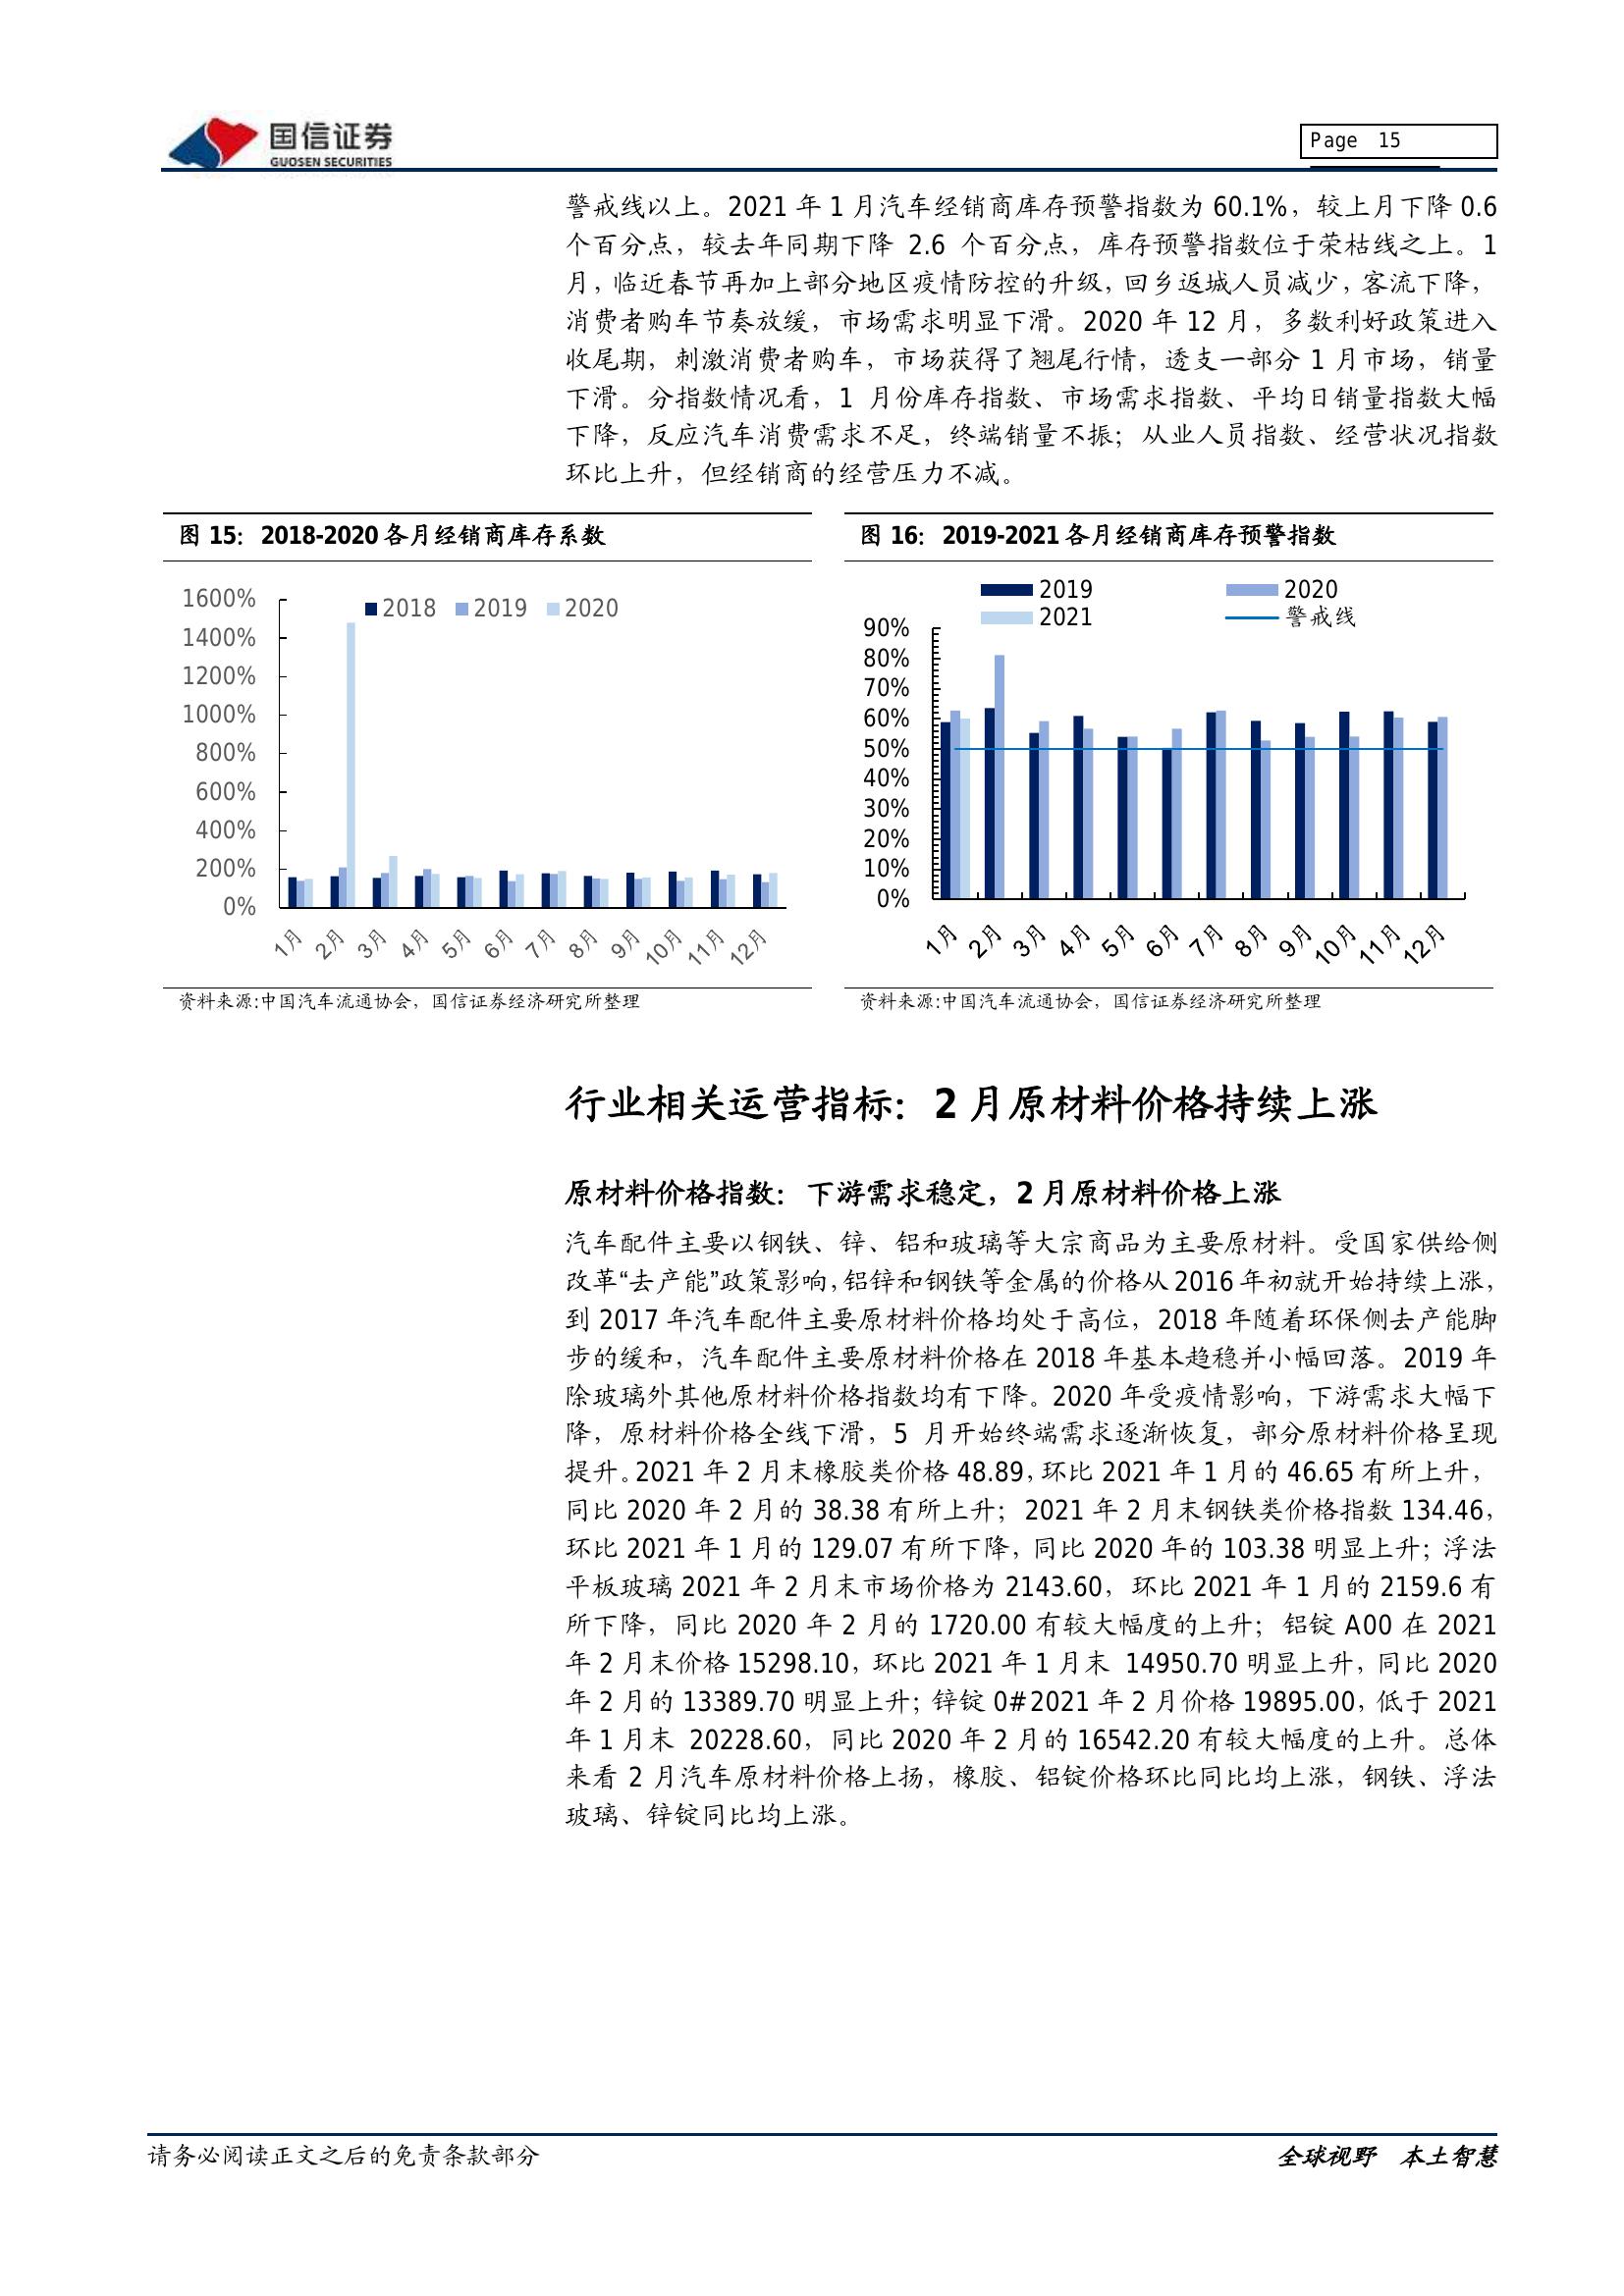 国信证券
GUOSEN SECURITIES
Page 15
警戒线以上。2021 年 1 月汽车经销商库存预警指数为 60.1%，较上月下降 0.6
个百分点，较去年同期下降 2.6 个百分点，库存预警指数位于荣枯线之上。1
月，临近春节再加上部分地区疫情防控的升级，回乡返城人员减少，客流下降，
消费者购车节奏放缓，市场需求明显下滑。2020 年 12 月，多数利好政策进入
收尾期，刺激消费者购车，市场获得了翘尾行情，透支一部分 1 月市场，销量
下滑。分指数情况看，1 月份库存指数、市场需求指数、平均日销量指数大幅
下降，反应汽车消费需求不足，终端销量不振；从业人员指数、经营状况指数
环比上升，但经销商的经营压力不减。
图 15：2018-2020 各月经销商库存系数
1600%
1400%
1200%
1000%
800%
600%
400%
200%
0%
2018 2019 2020
1月 2月 3月 4月 5月 6月 7月 8月 9月 10月 11月 12月
资料来源:中国汽车流通协会，国信证券经济研究所整理
图 16：2019-2021 各月经销商库存预警指数
2019 2020
2021 警戒线
90%
80%
70%
60%
50%
40%
30%
20%
10%
0%
1月 2月 3月 4月 5月 6月 7月 8月 9月 10月 11月 12月
资料来源:中国汽车流通协会，国信证券经济研究所整理
行业相关运营指标：2 月原材料价格持续上涨
原材料价格指数：下游需求稳定，2 月原材料价格上涨
汽车配件主要以钢铁、锌、铝和玻璃等大宗商品为主要原材料。受国家供给侧
改革“去产能”政策影响，铝锌和钢铁等金属的价格从 2016 年初就开始持续上涨，
到 2017 年汽车配件主要原材料价格均处于高位，2018 年随着环保侧去产能脚
步的缓和，汽车配件主要原材料价格在 2018 年基本趋稳并小幅回落。2019 年
除玻璃外其他原材料价格指数均有下降。2020 年受疫情影响，下游需求大幅下
降，原材料价格全线下滑，5 月开始终端需求逐渐恢复，部分原材料价格呈现
提升。2021 年 2 月末橡胶类价格 48.89，环比 2021 年 1 月的 46.65 有所上升，
同比 2020 年 2 月的 38.38 有所上升；2021 年 2 月末钢铁类价格指数 134.46，
环比 2021 年 1 月的 129.07 有所下降，同比 2020 年的 103.38 明显上升；浮法
平板玻璃 2021 年 2 月末市场价格为 2143.60，环比 2021 年 1 月的 2159.6 有
所下降，同比 2020 年 2 月的 1720.00 有较大幅度的上升；铝锭 A00 在 2021
年 2 月末价格 15298.10，环比 2021 年 1 月末 14950.70 明显上升，同比 2020
年 2 月的 13389.70 明显上升；锌锭 0#2021 年 2 月价格 19895.00，低于 2021
年 1 月末 20228.60，同比 2020 年 2 月的 16542.20 有较大幅度的上升。总体
来看 2 月汽车原材料价格上扬，橡胶、铝锭价格环比同比均上涨，钢铁、浮法
玻璃、锌锭同比均上涨。
请务必阅读正文之后的免责条款部分
全球视野 本土智慧